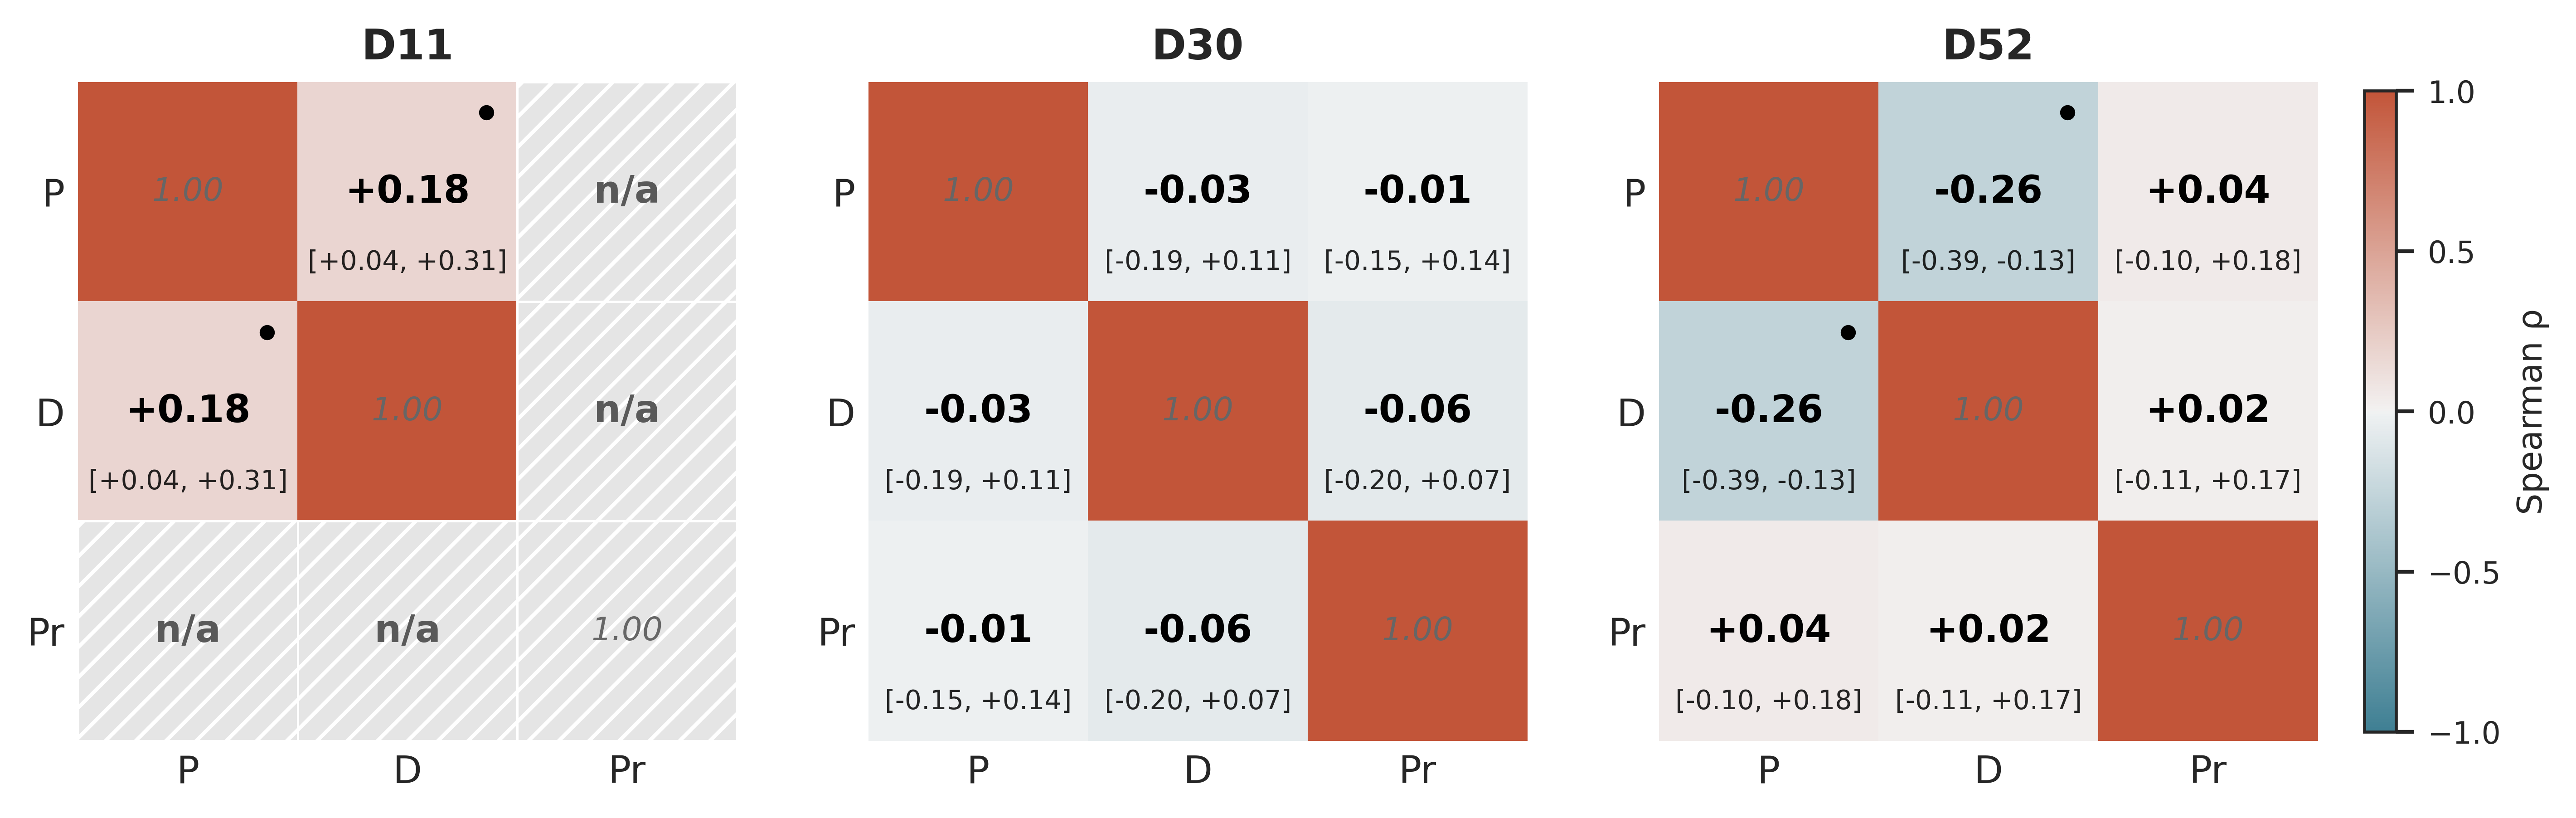 D11
P
1.00
+0.18
[+0.04, +0.31]
n/a
D
+0.18
[+0.04, +0.31]
1.00
n/a
Pr
n/a
n/a
1.00
P
D
Pr
D30
P
1.00
-0.03
[-0.19, +0.11]
-0.01
[-0.15, +0.14]
D
-0.03
[-0.19, +0.11]
1.00
-0.06
[-0.20, +0.07]
Pr
-0.01
[-0.15, +0.14]
-0.06
[-0.20, +0.07]
1.00
P
D
Pr
D52
P
1.00
-0.26
[-0.39, -0.13]
+0.04
[-0.10, +0.18]
D
-0.26
[-0.39, -0.13]
1.00
+0.02
[-0.11, +0.17]
Pr
+0.04
[-0.10, +0.18]
+0.02
[-0.11, +0.17]
1.00
P
D
Pr
1.0
0.5
0.0
−0.5
−1.0
Spearman ρ